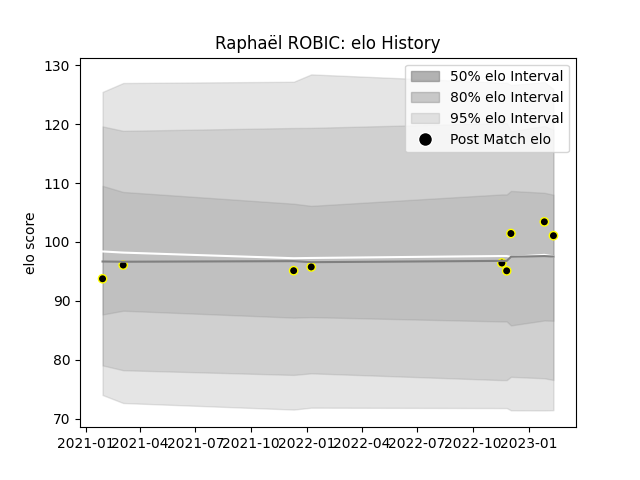 Raphaël ROBIC: elo History
130
120
110
100
90
80
70
elo score
50% elo Interval
80% elo Interval
95% elo Interval
Post Match elo
2021-01 2021-04 2021-07 2021-10 2022-01 2022-04 2022-07 2022-10 2023-01